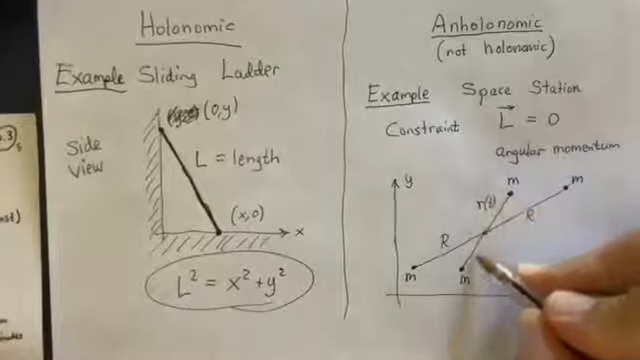 Holonomic
Example Sliding Ladder
(0,y)
Side
view
L = length
(x,0)
x
L² = x² + y²
Anholonomic
(not holonomic)
Example Space Station
Constraint L⃗ = 0
angular momentum
y
m
m
r(t)
R
R
m
m